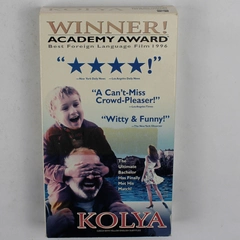 WINNER!
ACADEMY AWARD
Best Foreign Language Film 1996
"★★★★!"
"A Can't-Miss
Crowd-Pleaser!"
"Witty & Funny!"
The
Ultimate
Bachelor
Has Finally
Met His
Match!
KOLYA